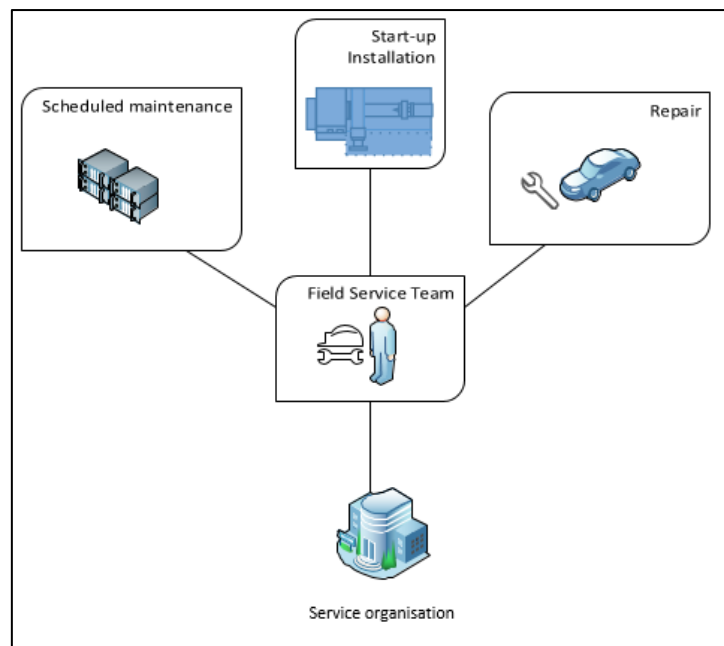 Start-up
Installation
Scheduled maintenance
Repair
Field Service Team
Service organisation